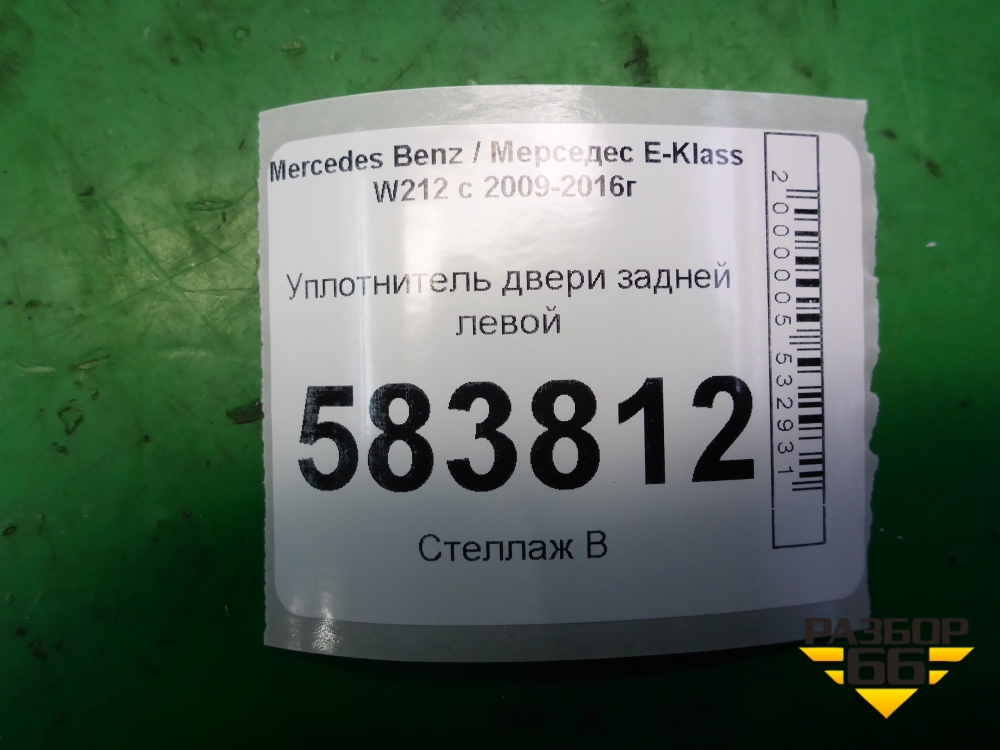 Mercedes Benz / Мерседес E-Klass
W212 с 2009-2016г
Уплотнитель двери задней
левой
583812
Стеллаж В
2000005532931
РАЗБОР
66